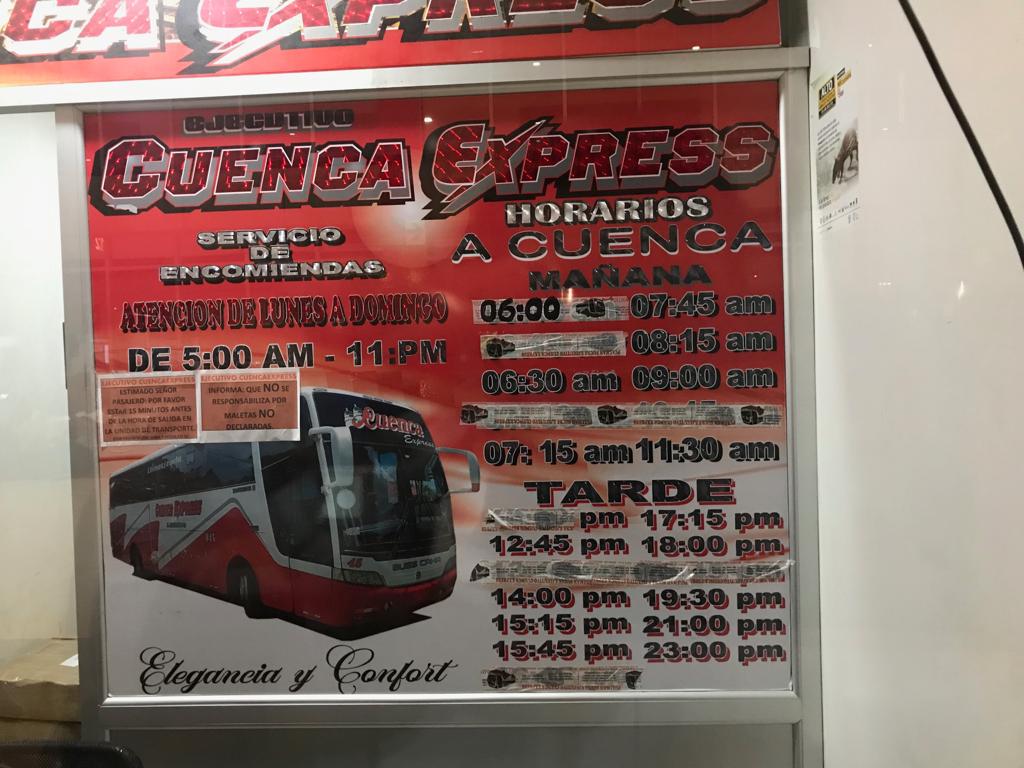 CA EXPRESS
EJECUTIVO
CUENCA EXPRESS
SERVICIO
DE
ENCOMIENDAS
ATENCION DE LUNES A DOMINGO
DE 5:00 AM - 11:PM
EJECUTIVO CUENCAEXPRESS
ESTIMADO SEÑOR
PASAJERO: POR FAVOR
ESTAR 15 MINUTOS ANTES
DE LA HORA DE SALIDA EN
LA UNIDAD DE TRANSPORTE.
EJECUTIVO CUENCAEXPRESS
INFORMA: QUE NO SE
RESPONSABILIZA POR
MALETAS NO
DECLARADAS.
Cuenca
Express
CUENCA EXPRESS
45
Elegancia y Confort
HORARIOS
A CUENCA
MAÑANA
06:00 07:45 am
08:15 am
06:30 am 09:00 am
07:15 am 11:30 am
TARDE
pm 17:15 pm
12:45 pm 18:00 pm
14:00 pm 19:30 pm
15:15 pm 21:00 pm
15:45 pm 23:00 pm
ALTO